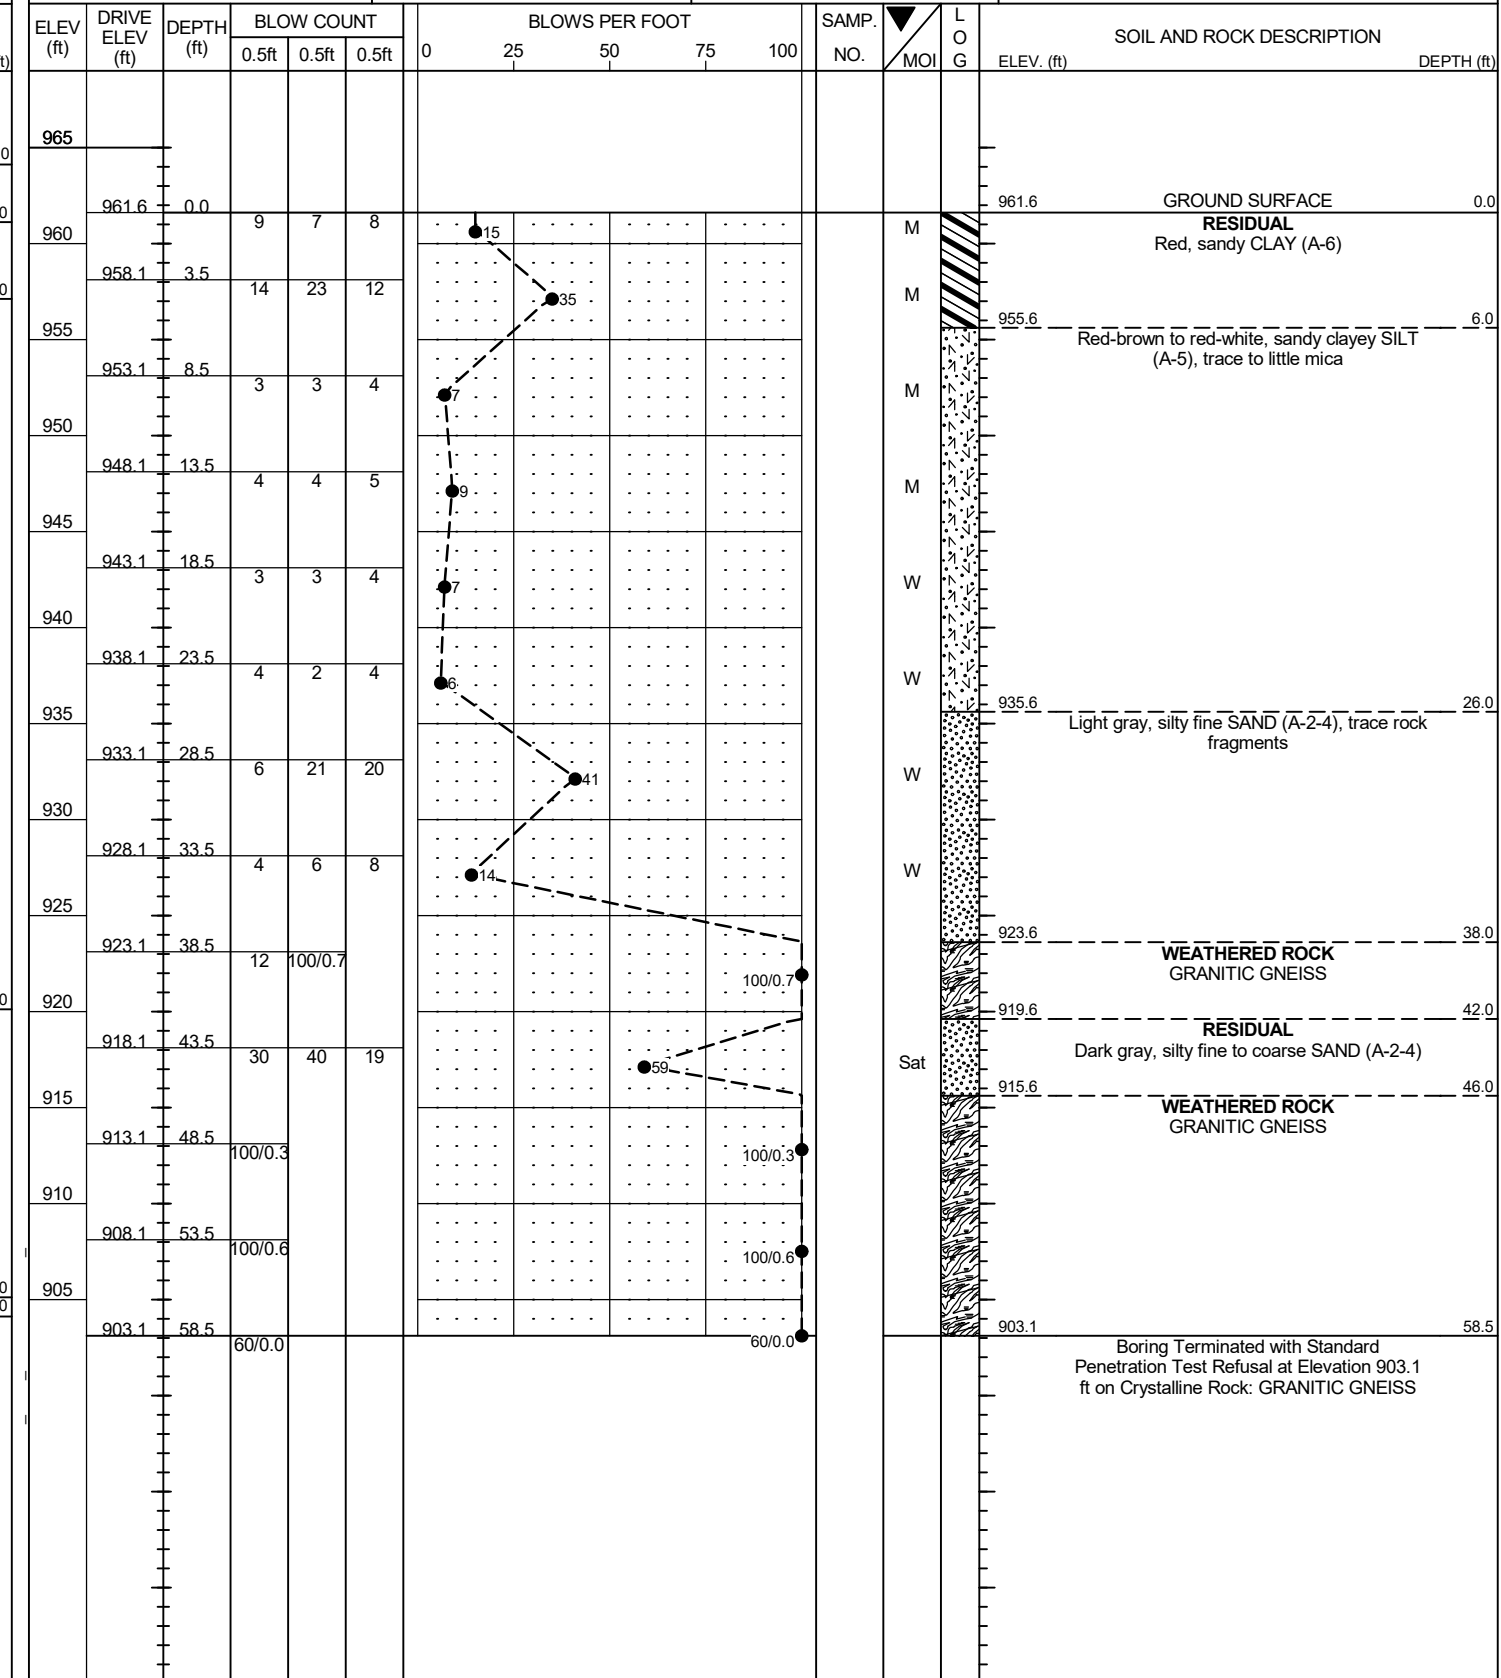 ELEV (ft) DRIVE ELEV (ft) DEPTH (ft) BLOW COUNT BLOWS PER FOOT SAMP. NO. MOI L O G SOIL AND ROCK DESCRIPTION
0.5ft 0.5ft 0.5ft 0 25 50 75 100 ELEV. (ft) DEPTH (ft)
965
961.6 0.0 961.6 GROUND SURFACE 0.0
9 7 8 15 M RESIDUAL
960 Red, sandy CLAY (A-6)
958.1 3.5
14 23 12 35 M
955 955.6 6.0
Red-brown to red-white, sandy clayey SILT
(A-5), trace to little mica
953.1 8.5
3 3 4 7 M
950
948.1 13.5
4 4 5 9 M
945
943.1 18.5
3 3 4 7 W
940
938.1 23.5
4 2 4 6 W
935 935.6 26.0
Light gray, silty fine SAND (A-2-4), trace rock
fragments
933.1 28.5
6 21 20 41 W
930
928.1 33.5
4 6 8 14 W
925
923.6 38.0
923.1 38.5 WEATHERED ROCK
12 100/0.7 100/0.7 GRANITIC GNEISS
920 919.6 42.0
918.1 43.5 RESIDUAL
30 40 19 59 Sat Dark gray, silty fine to coarse SAND (A-2-4)
915 915.6 46.0
WEATHERED ROCK
GRANITIC GNEISS
913.1 48.5
100/0.3 100/0.3
910
908.1 53.5
100/0.6 100/0.6
905
903.1 58.5 903.1 58.5
60/0.0 60/0.0
Boring Terminated with Standard
Penetration Test Refusal at Elevation 903.1
ft on Crystalline Rock: GRANITIC GNEISS